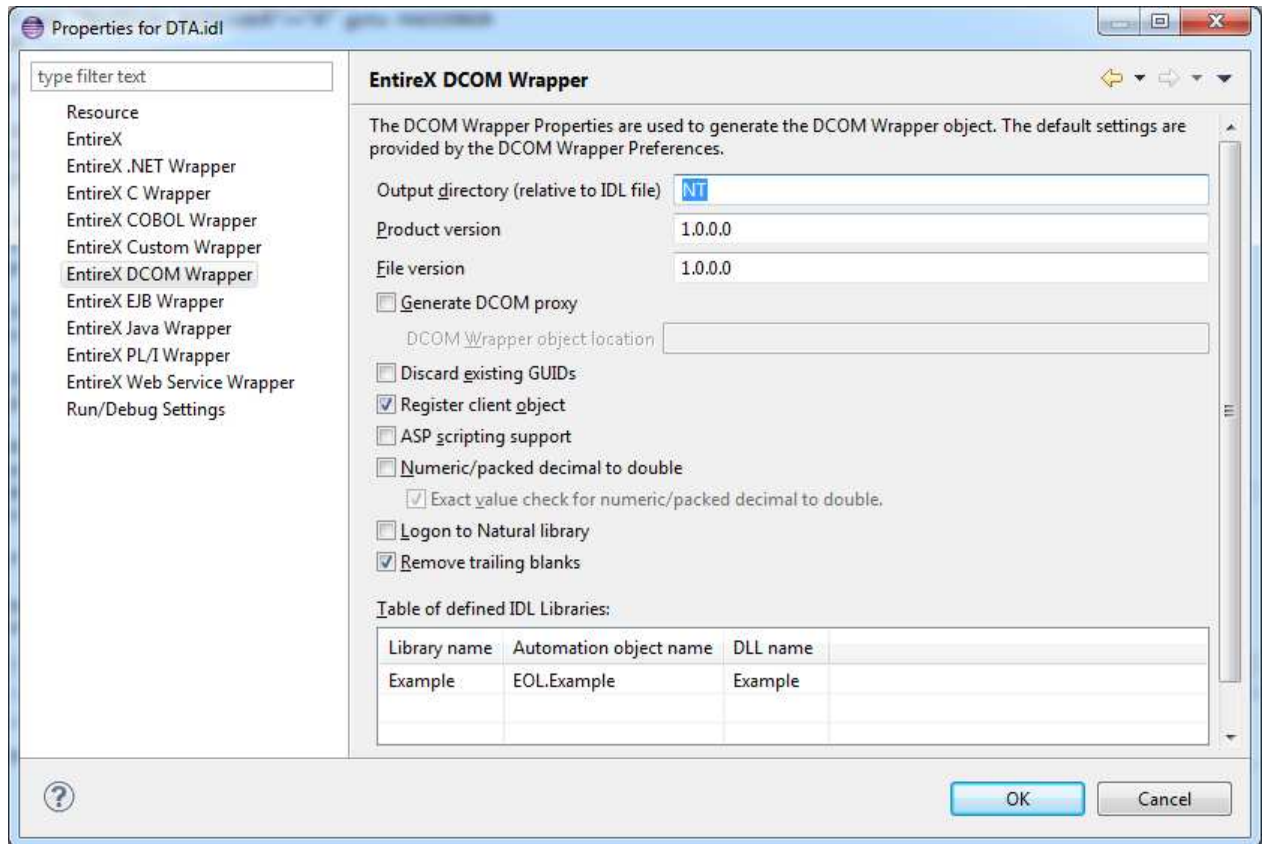 Properties for DTA.idl
type filter text
Resource
EntireX
EntireX .NET Wrapper
EntireX C Wrapper
EntireX COBOL Wrapper
EntireX Custom Wrapper
EntireX DCOM Wrapper
EntireX EJB Wrapper
EntireX Java Wrapper
EntireX PL/I Wrapper
EntireX Web Service Wrapper
Run/Debug Settings
EntireX DCOM Wrapper
The DCOM Wrapper Properties are used to generate the DCOM Wrapper object. The default settings are
provided by the DCOM Wrapper Preferences.
Output directory (relative to IDL file) NT
Product version 1.0.0.0
File version 1.0.0.0
Generate DCOM proxy
DCOM Wrapper object location
Discard existing GUIDs
Register client object
ASP scripting support
Numeric/packed decimal to double
Exact value check for numeric/packed decimal to double.
Logon to Natural library
Remove trailing blanks
Table of defined IDL Libraries:
Library name Automation object name DLL name
Example EOL.Example Example
OK Cancel